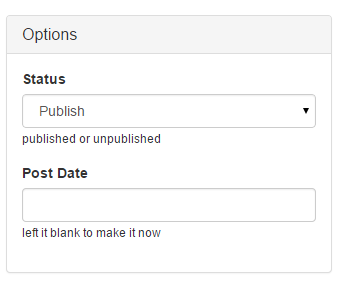 Options
Status
Publish
published or unpublished
Post Date
left it blank to make it now